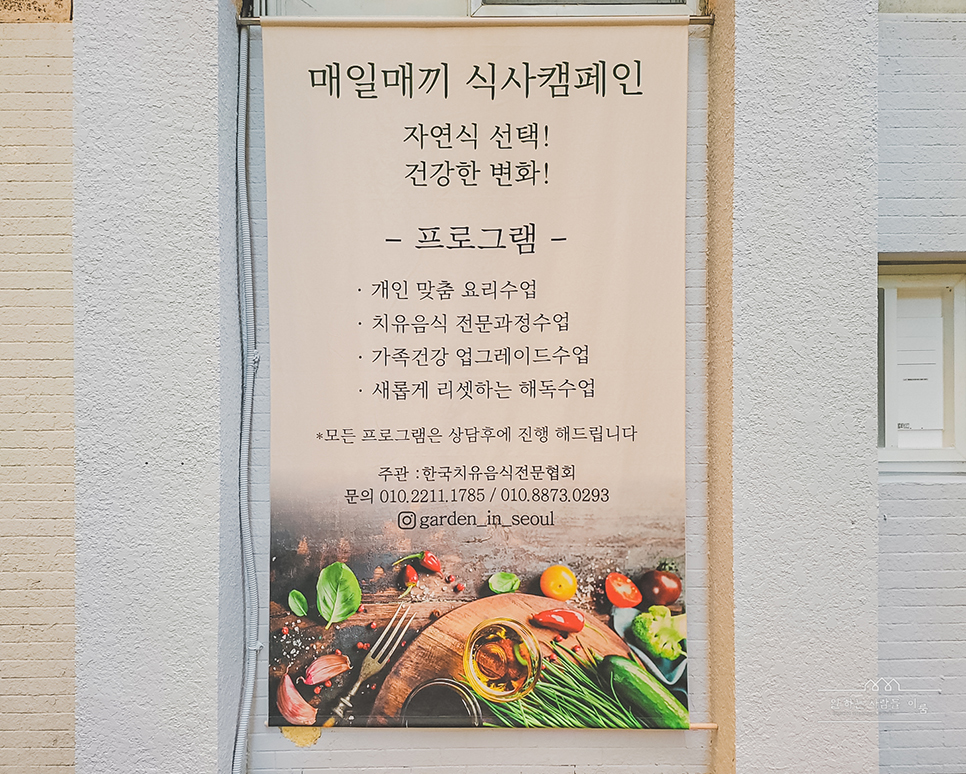 매일매끼 식사캠페인
자연식 선택!
건강한 변화!
- 프로그램 -
· 개인 맞춤 요리수업
· 치유음식 전문과정수업
· 가족건강 업그레이드수업
· 새롭게 리셋하는 해독수업
*모든 프로그램은 상담후에 진행 해드립니다
주관 : 한국치유음식전문협회
문의 010.2211.1785 / 010.8873.0293
garden_in_seoul